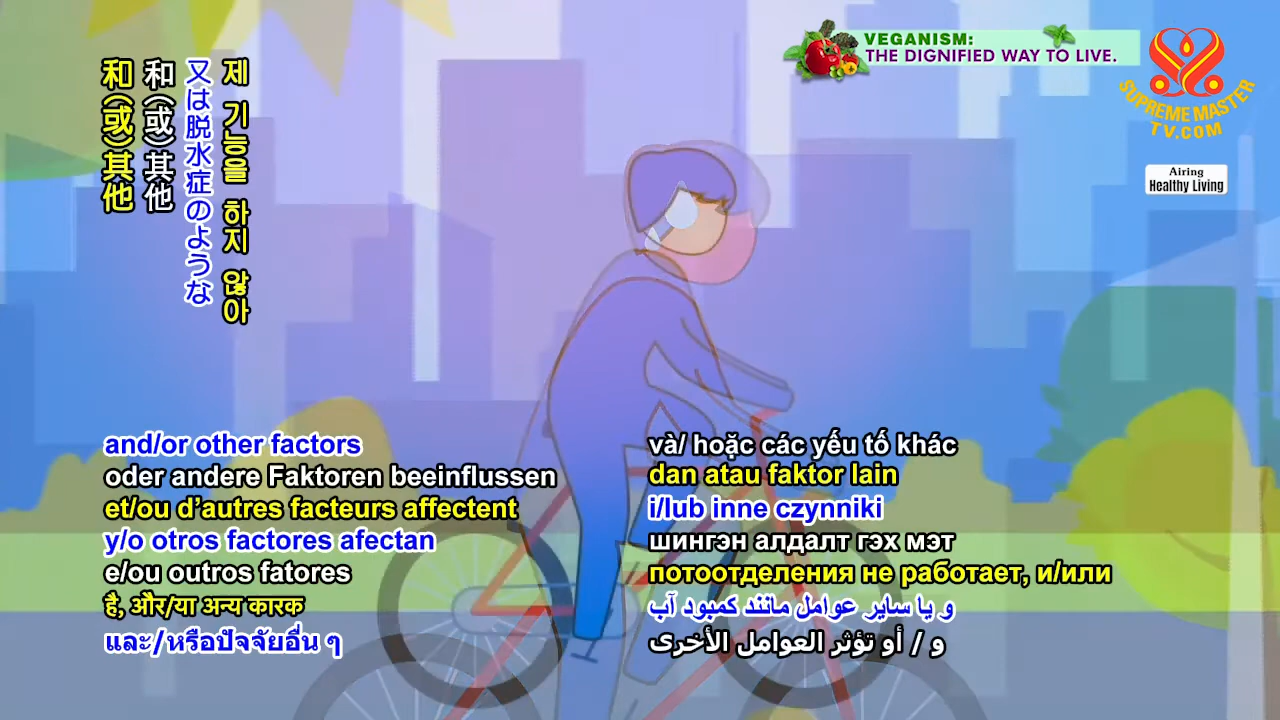 VEGANISM:
THE DIGNIFIED WAY TO LIVE.
SUPREME MASTER
TV.COM
Airing
Healthy Living
제 기능을 하지 않아
又は脱水症のような
和(或)其他
和(或)其他
and/or other factors
oder andere Faktoren beeinflussen
et/ou d’autres facteurs affectent
y/o otros factores afectan
e/ou outros fatores
है, और/या अन्य कारक
และ/หรือปัจจัยอื่น ๆ
và/ hoặc các yếu tố khác
dan atau faktor lain
i/lub inne czynniki
шингэн алдалт гэх мэт
потоотделения не работает, и/или
و یا سایر عوامل مانند کمبود آب
و / أو تؤثر العوامل الأخرى